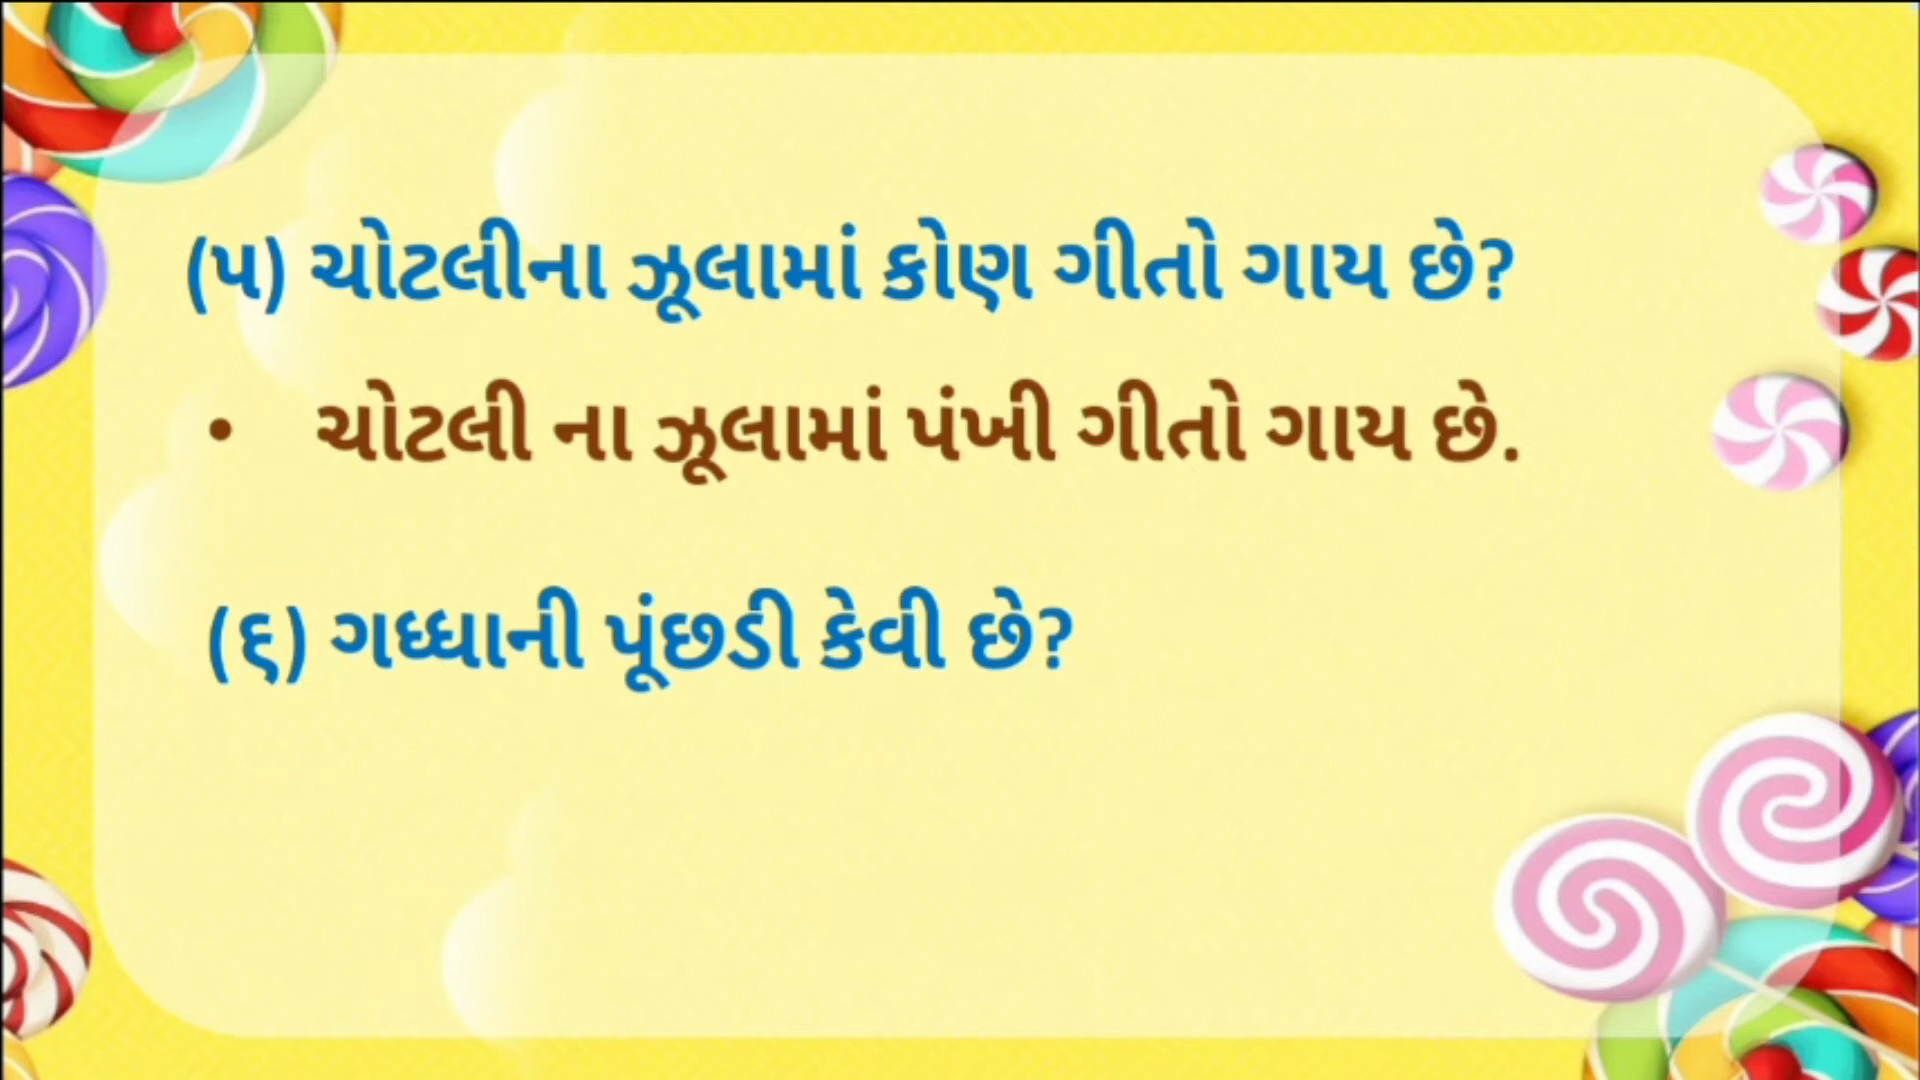 (૫) ચોટલીના ઝૂલામાં કોણ ગીતો ગાય છે?
• ચોટલી ના ઝૂલામાં પંખી ગીતો ગાય છે.
(૬) ગધ્ધાની પૂંછડી કેવી છે?